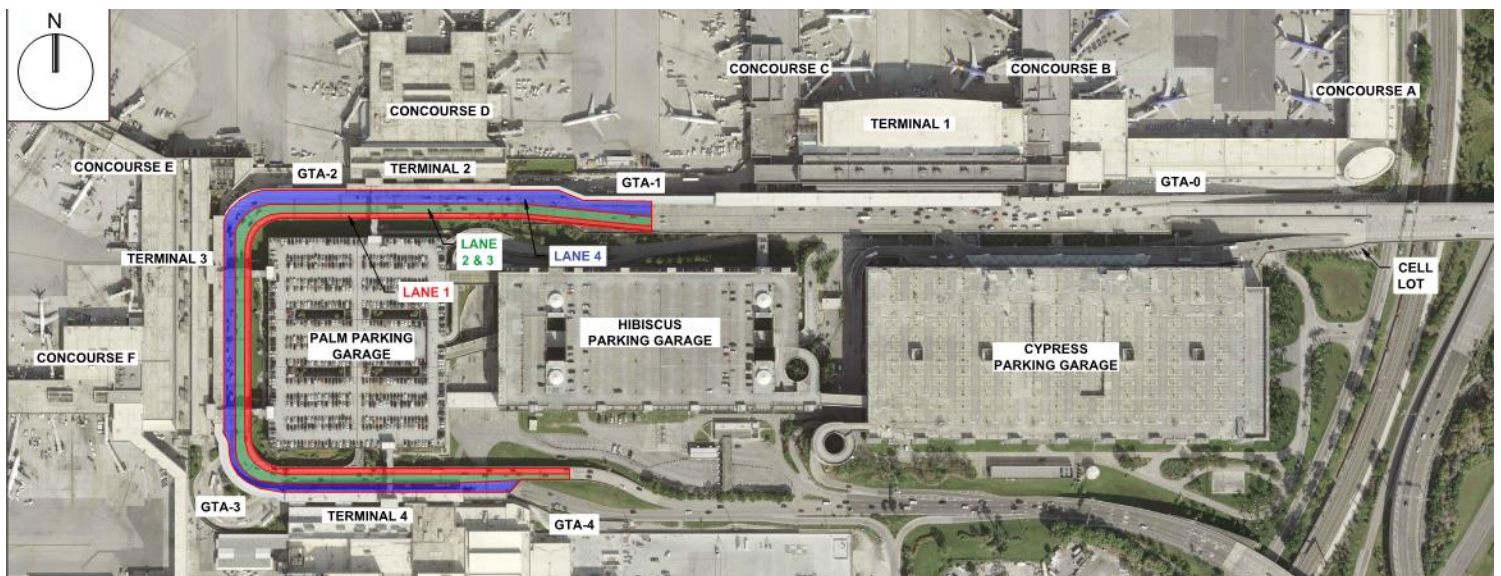 N
CONCOURSE C
CONCOURSE B
CONCOURSE A
CONCOURSE D
TERMINAL 1
CONCOURSE E
GTA-2
TERMINAL 2
GTA-1
GTA-0
TERMINAL 3
LANE
2 & 3
LANE 4
LANE 1
CELL
LOT
CONCOURSE F
PALM PARKING
GARAGE
HIBISCUS
PARKING GARAGE
CYPRESS
PARKING GARAGE
GTA-3
TERMINAL 4
GTA-4